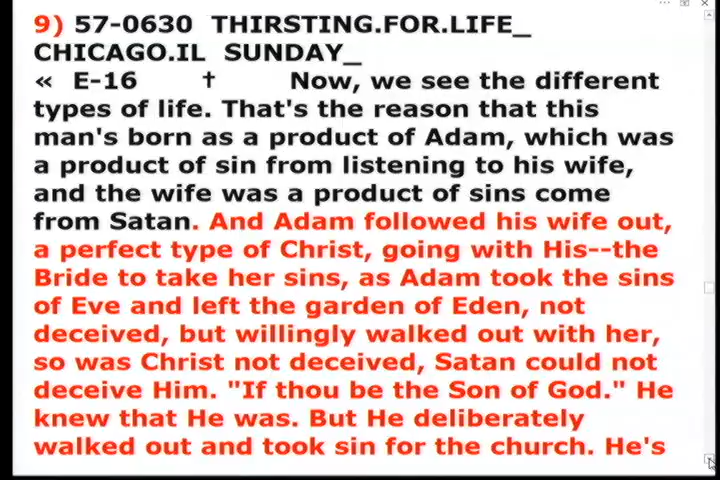 9) 57-0630 THIRSTING.FOR.LIFE_
CHICAGO.IL SUNDAY_
« E-16 † Now, we see the different
types of life. That's the reason that this
man's born as a product of Adam, which was
a product of sin from listening to his wife,
and the wife was a product of sins come
from Satan. And Adam followed his wife out,
a perfect type of Christ, going with His--the
Bride to take her sins, as Adam took the sins
of Eve and left the garden of Eden, not
deceived, but willingly walked out with her,
so was Christ not deceived, Satan could not
deceive Him. "If thou be the Son of God." He
knew that He was. But He deliberately
walked out and took sin for the church. He's